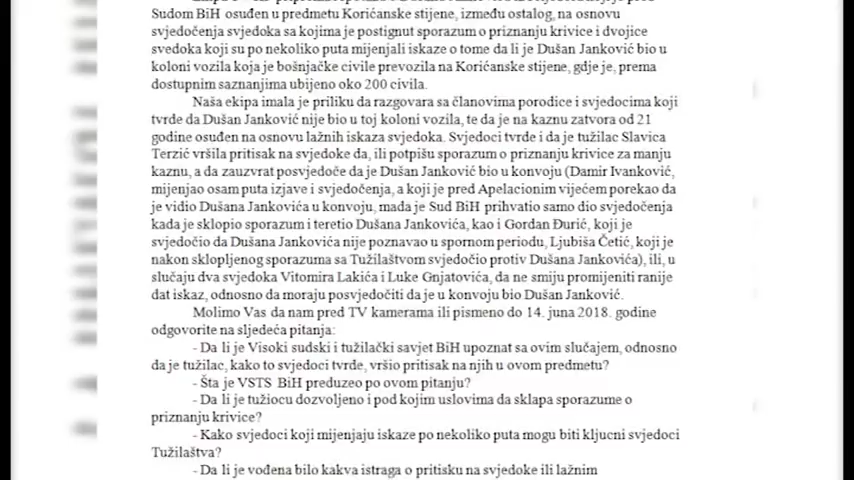 Sudom BiH osuđen u predmetu Korićanske stijene, između ostalog, na osnovu
svjedočenja svjedoka sa kojima je postignut sporazum o priznanju krivice i dvojice
svedoka koji su po nekoliko puta mijenjali iskaze o tome da li je Dušan Janković bio u
koloni vozila koja je bošnjačke civile prevozila na Korićanske stijene, gdje je, prema
dostupnim saznanjima ubijeno oko 200 civila.
Naša ekipa imala je priliku da razgovara sa članovima porodice i svjedocima koji
tvrde da Dušan Janković nije bio u toj koloni vozila, te da je na kaznu zatvora od 21
godine osuđen na osnovu lažnih iskaza svjedoka. Svjedoci tvrde i da je tužilac Slavica
Terzić vršila pritisak na svjedoke da, ili potpišu sporazum o priznanju krivice za manju
kaznu, a da zauzvrat posvjedoče da je Dušan Janković bio u konvoju (Damir Ivanković,
mijenjao osam puta izjave i svjedočenja, a koji je pred Apelacionim vijećem porekao da
je vidio Dušana Jankovića u konvoju, mada je Sud BiH prihvatio samo dio svjedočenja
kada je sklopio sporazum i teretio Dušana Jankovića, kao i Gordan Đurić, koji je
svjedočio da Dušana Jankovića nije poznavao u spornom periodu, Ljubiša Četić, koji je
nakon sklopljenog sporazuma sa Tužilaštvom svjedočio protiv Dušana Jankovića), ili, u
slučaju dva svjedoka Vitomira Lakića i Luke Gnjatovića, da ne smiju promijeniti ranije
dat iskaz, odnosno da moraju posvjedočiti da je u konvoju bio Dušan Janković.
Molimo Vas da nam pred TV kamerama ili pismeno do 14. juna 2018. godine
odgovorite na sljedeća pitanja:
- Da li je Visoki sudski i tužilački savjet BiH upoznat sa ovim slučajem, odnosno
da je tužilac, kako to svjedoci tvrde, vršio pritisak na njih u ovom predmetu?
- Šta je VSTS BiH preduzeo po ovom pitanju?
- Da li je tužiocu dozvoljeno i pod kojim uslovima da sklapa sporazume o
priznanju krivice?
- Kako svjedoci koji mijenjaju iskaze po nekoliko puta mogu biti kljucni svjedoci
Tužilaštva?
- Da li je vođena bilo kakva istraga o pritisku na svjedoke ili lažnim